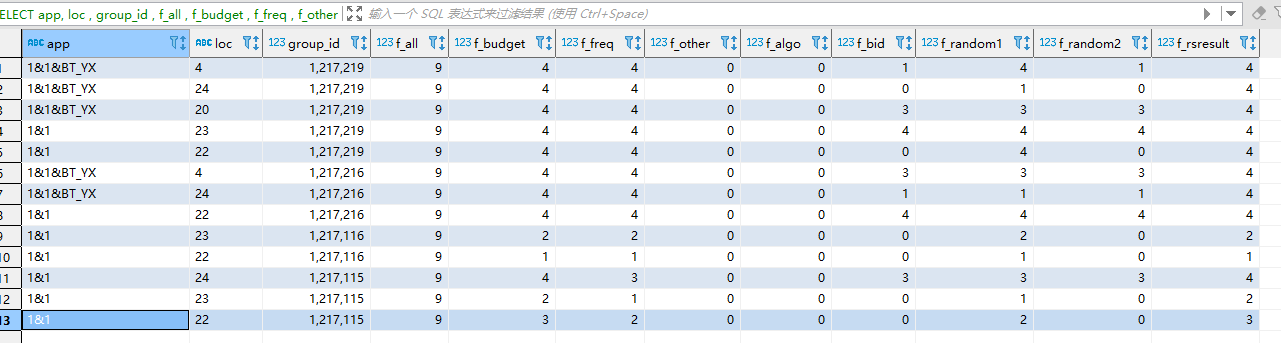 ELECT app, loc , group_id , f_all , f_budget , f_freq , f_other 输入一个 SQL 表达式来过滤结果 (使用 Ctrl+Space)
ABC app ABC loc 123 group_id 123 f_all 123 f_budget 123 f_freq 123 f_other 123 f_algo 123 f_bid 123 f_random1 123 f_random2 123 f_rsresult
1 1&1&BT_YX 4 1,217,219 9 4 4 0 0 1 4 1 4
2 1&1&BT_YX 24 1,217,219 9 4 4 0 0 0 1 0 4
3 1&1&BT_YX 20 1,217,219 9 4 4 0 0 3 3 3 4
4 1&1 23 1,217,219 9 4 4 0 0 4 4 4 4
5 1&1 22 1,217,219 9 4 4 0 0 0 4 0 4
6 1&1&BT_YX 4 1,217,216 9 4 4 0 0 3 3 3 4
7 1&1&BT_YX 24 1,217,216 9 4 4 0 0 1 1 1 4
8 1&1 22 1,217,216 9 4 4 0 0 4 4 4 4
9 1&1 23 1,217,116 9 2 2 0 0 0 2 0 2
10 1&1 22 1,217,116 9 1 1 0 0 0 1 0 1
11 1&1 24 1,217,115 9 4 3 0 0 3 3 3 4
12 1&1 23 1,217,115 9 2 1 0 0 0 1 0 2
13 1&1 22 1,217,115 9 3 2 0 0 0 2 0 3